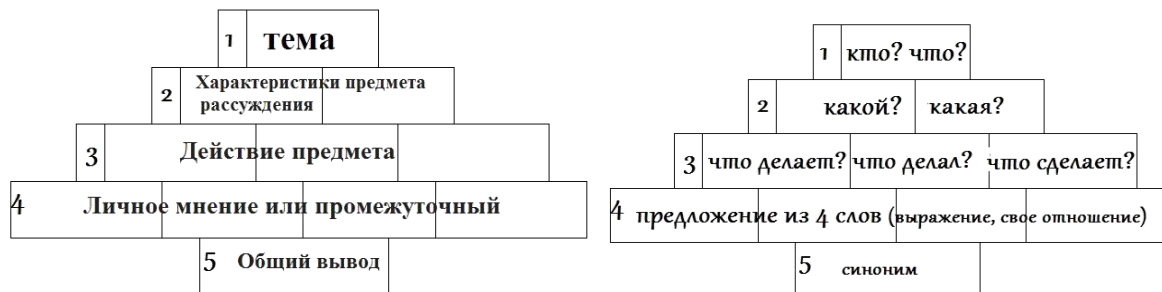 1 тема
2 Характеристики предмета
рассуждения
3 Действие предмета
4 Личное мнение или промежуточный
5 Общий вывод
1 кто? что?
2 какой? какая?
3 что делает? что делал? что сделает?
4 предложение из 4 слов (выражение, свое отношение)
5 синоним